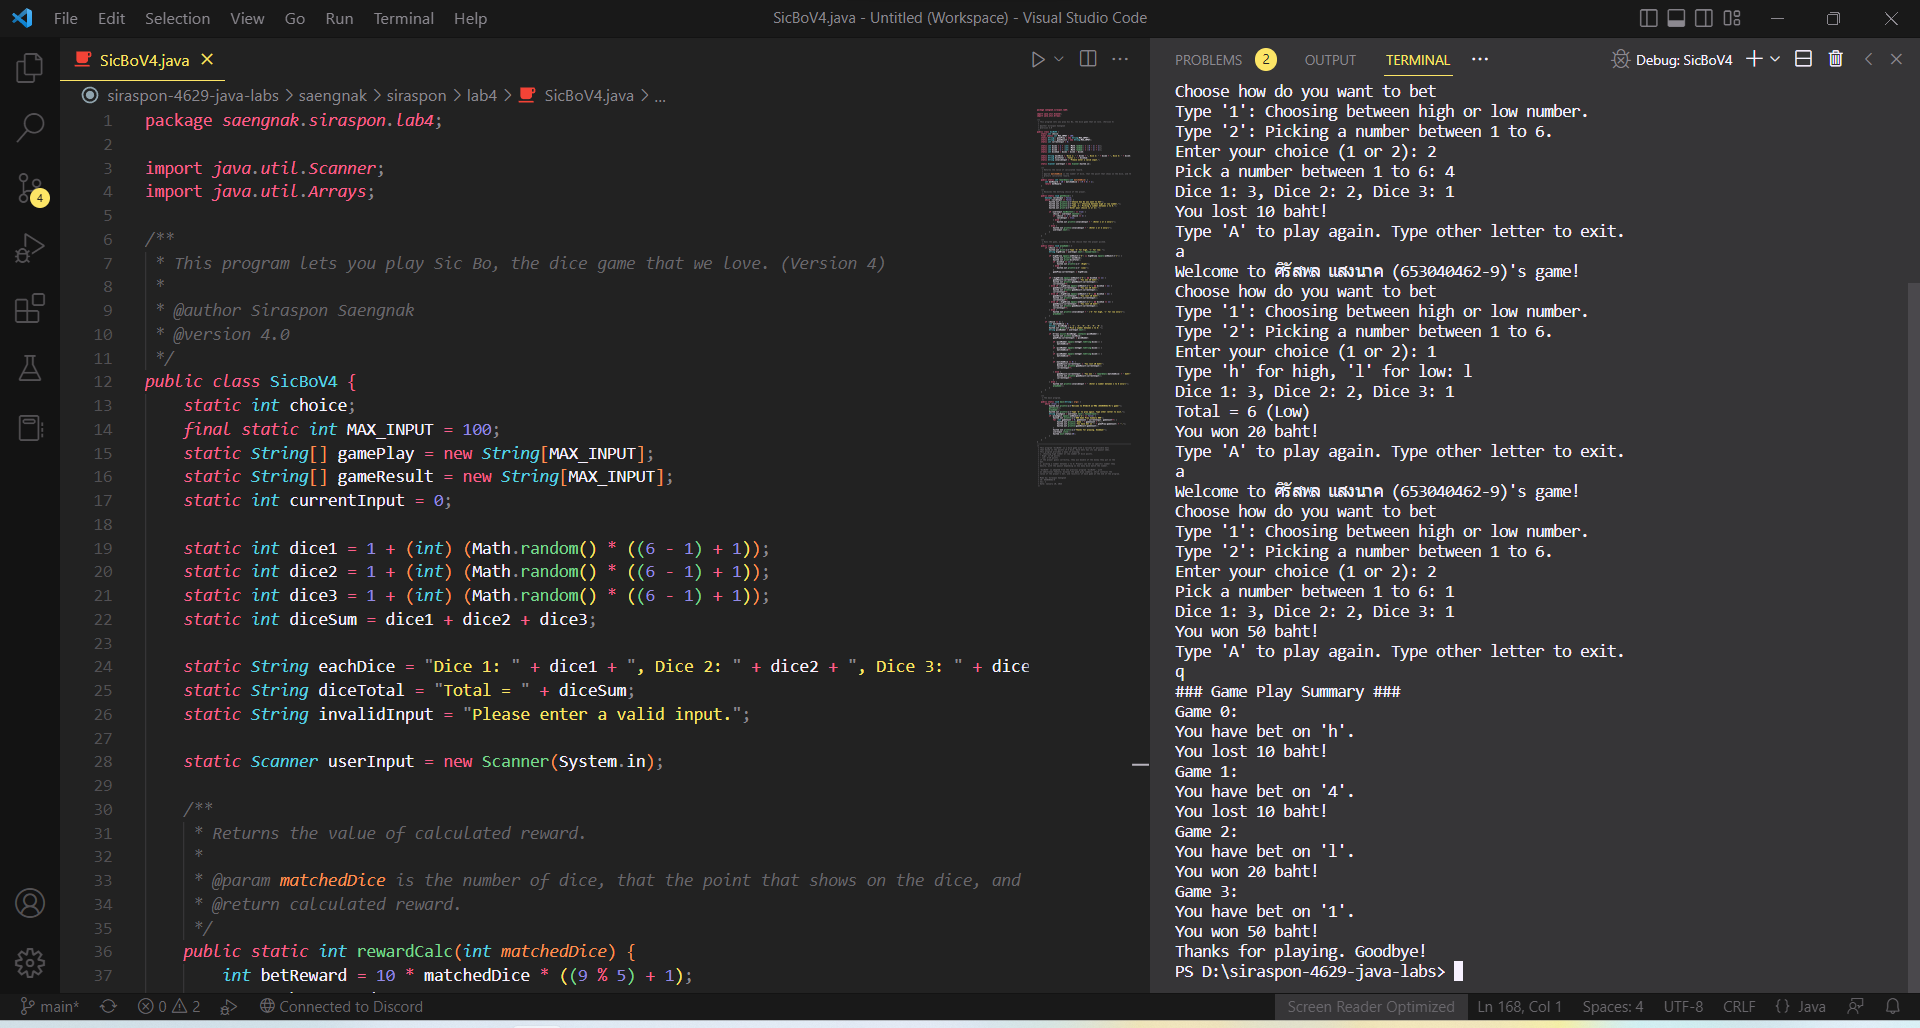 File Edit Selection View Go Run Terminal Help
SicBoV4.java - Untitled (Workspace) - Visual Studio Code
SicBoV4.java
siraspon-4629-java-labs > saengnak > siraspon > lab4 > SicBoV4.java > ...
1 package saengnak.siraspon.lab4;
2
3 import java.util.Scanner;
4 import java.util.Arrays;
5
6 /**
7 * This program lets you play Sic Bo, the dice game that we love. (Version 4)
8 *
9 * @author Siraspon Saengnak
10 * @version 4.0
11 */
12 public class SicBoV4 {
13 static int choice;
14 final static int MAX_INPUT = 100;
15 static String[] gamePlay = new String[MAX_INPUT];
16 static String[] gameResult = new String[MAX_INPUT];
17 static int currentInput = 0;
18
19 static int dice1 = 1 + (int) (Math.random() * ((6 - 1) + 1));
20 static int dice2 = 1 + (int) (Math.random() * ((6 - 1) + 1));
21 static int dice3 = 1 + (int) (Math.random() * ((6 - 1) + 1));
22 static int diceSum = dice1 + dice2 + dice3;
23
24 static String eachDice = "Dice 1: " + dice1 + ", Dice 2: " + dice2 + ", Dice 3: " + dice
25 static String diceTotal = "Total = " + diceSum;
26 static String invalidInput = "Please enter a valid input.";
27
28 static Scanner userInput = new Scanner(System.in);
29
30 /**
31 * Returns the value of calculated reward.
32 *
33 * @param matchedDice is the number of dice, that the point that shows on the dice, and
34 * @return calculated reward.
35 */
36 public static int rewardCalc(int matchedDice) {
37 int betReward = 10 * matchedDice * ((9 % 5) + 1);
PROBLEMS 2 OUTPUT TERMINAL ... Debug: SicBoV4
Choose how do you want to bet
Type '1': Choosing between high or low number.
Type '2': Picking a number between 1 to 6.
Enter your choice (1 or 2): 2
Pick a number between 1 to 6: 4
Dice 1: 3, Dice 2: 2, Dice 3: 1
You lost 10 baht!
Type 'A' to play again. Type other letter to exit.
a
Welcome to ศิรัสพล แสงนาค (653040462-9)'s game!
Choose how do you want to bet
Type '1': Choosing between high or low number.
Type '2': Picking a number between 1 to 6.
Enter your choice (1 or 2): 1
Type 'h' for high, 'l' for low: l
Dice 1: 3, Dice 2: 2, Dice 3: 1
Total = 6 (Low)
You won 20 baht!
Type 'A' to play again. Type other letter to exit.
a
Welcome to ศิรัสพล แสงนาค (653040462-9)'s game!
Choose how do you want to bet
Type '1': Choosing between high or low number.
Type '2': Picking a number between 1 to 6.
Enter your choice (1 or 2): 2
Pick a number between 1 to 6: 1
Dice 1: 3, Dice 2: 2, Dice 3: 1
You won 50 baht!
Type 'A' to play again. Type other letter to exit.
q
### Game Play Summary ###
Game 0:
You have bet on 'h'.
You lost 10 baht!
Game 1:
You have bet on '4'.
You lost 10 baht!
Game 2:
You have bet on 'l'.
You won 20 baht!
Game 3:
You have bet on '1'.
You won 50 baht!
Thanks for playing. Goodbye!
PS D:\siraspon-4629-java-labs>
4
main* 0 2 Connected to Discord Screen Reader Optimized Ln 168, Col 1 Spaces: 4 UTF-8 CRLF {} Java